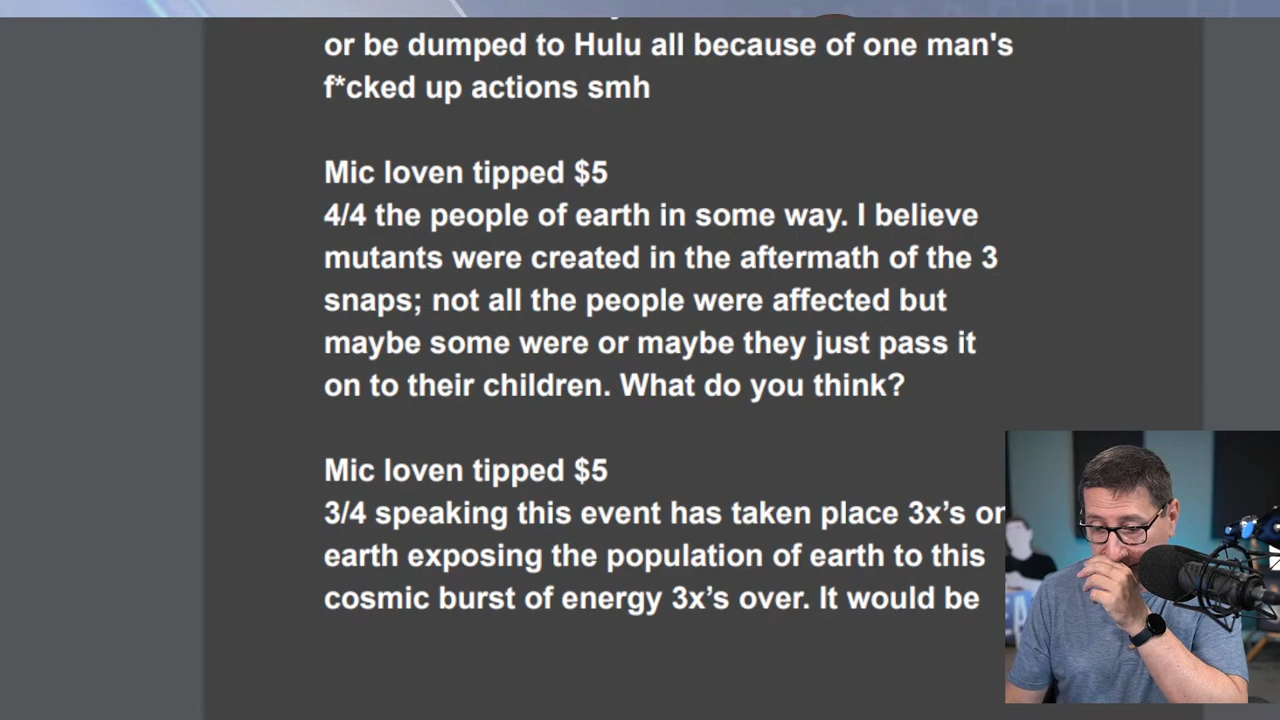 or be dumped to Hulu all because of one man's
f*cked up actions smh
Mic loven tipped $5
4/4 the people of earth in some way. I believe
mutants were created in the aftermath of the 3
snaps; not all the people were affected but
maybe some were or maybe they just pass it
on to their children. What do you think?
Mic loven tipped $5
3/4 speaking this event has taken place 3x’s on
earth exposing the population of earth to this
cosmic burst of energy 3x’s over. It would be